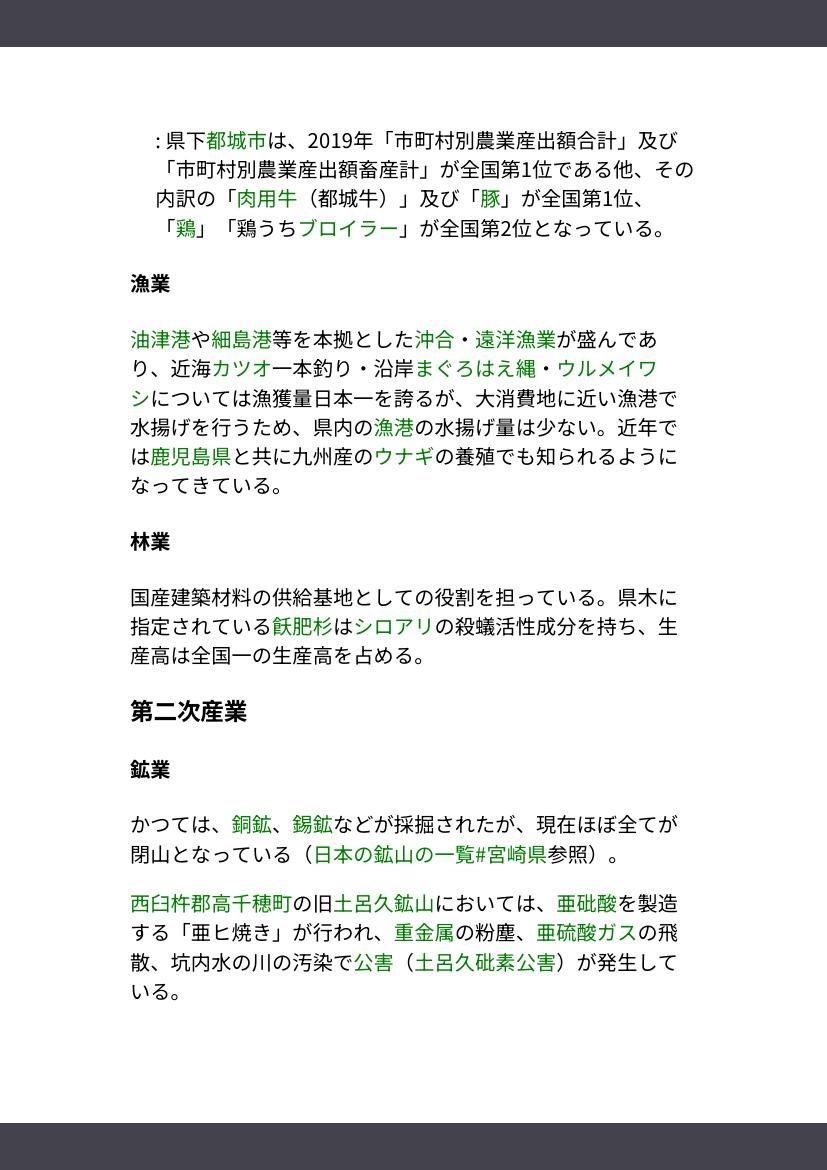 : 県下都城市は、2019年「市町村別農業産出額合計」及び
「市町村別農業産出額畜産計」が全国第1位である他、その
内訳の「肉用牛（都城牛）」及び「豚」が全国第1位、
「鶏」「鶏うちブロイラー」が全国第2位となっている。
漁業
油津港や細島港等を本拠とした沖合・遠洋漁業が盛んであ
り、近海カツオ一本釣り・沿岸まぐろはえ縄・ウルメイワ
シについては漁獲量日本一を誇るが、大消費地に近い漁港で
水揚げを行うため、県内の漁港の水揚げ量は少ない。近年で
は鹿児島県と共に九州産のウナギの養殖でも知られるように
なってきている。
林業
国産建築材料の供給基地としての役割を担っている。県木に
指定されている飫肥杉はシロアリの殺蟻活性成分を持ち、生
産高は全国一の生産高を占める。
第二次産業
鉱業
かつては、銅鉱、錫鉱などが採掘されたが、現在ほぼ全てが
閉山となっている（日本の鉱山の一覧#宮崎県参照）。
西臼杵郡高千穂町の旧土呂久鉱山においては、亜砒酸を製造
する「亜ヒ焼き」が行われ、重金属の粉塵、亜硫酸ガスの飛
散、坑内水の川の汚染で公害（土呂久砒素公害）が発生して
いる。